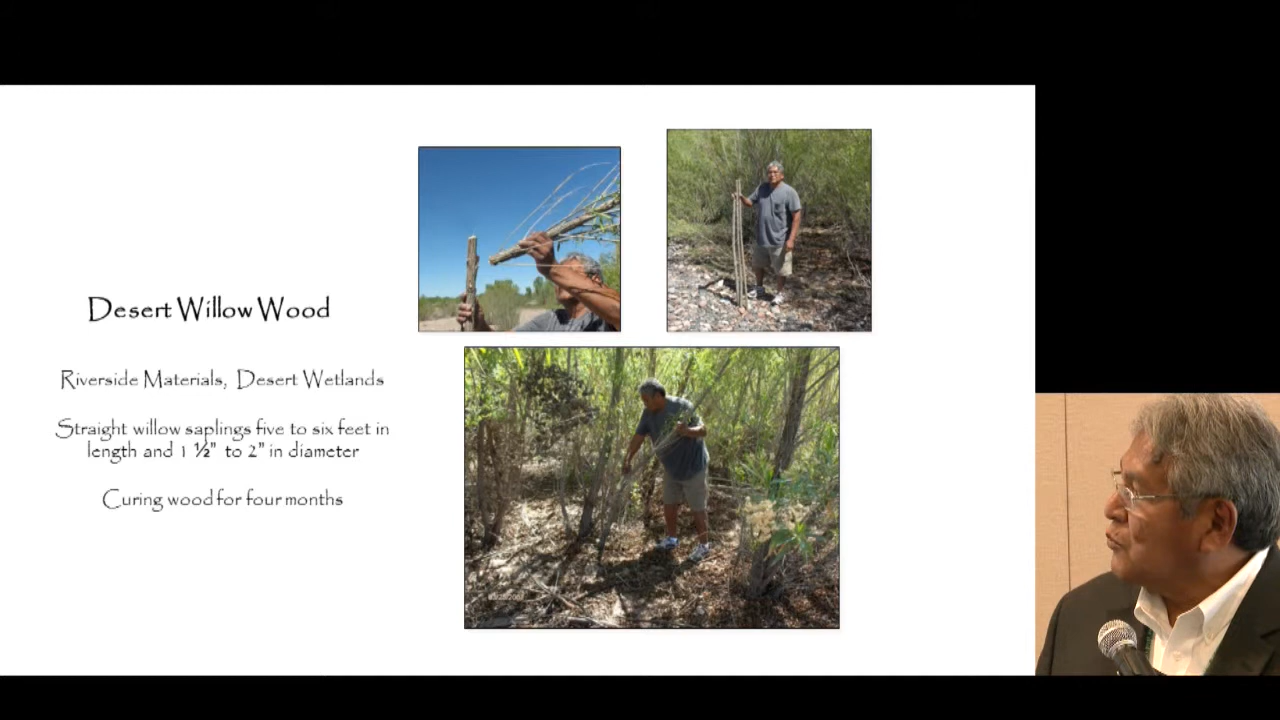 Desert Willow Wood
Riverside Materials, Desert Wetlands
Straight willow saplings five to six feet in
length and 1 ½" to 2" in diameter
Curing wood for four months